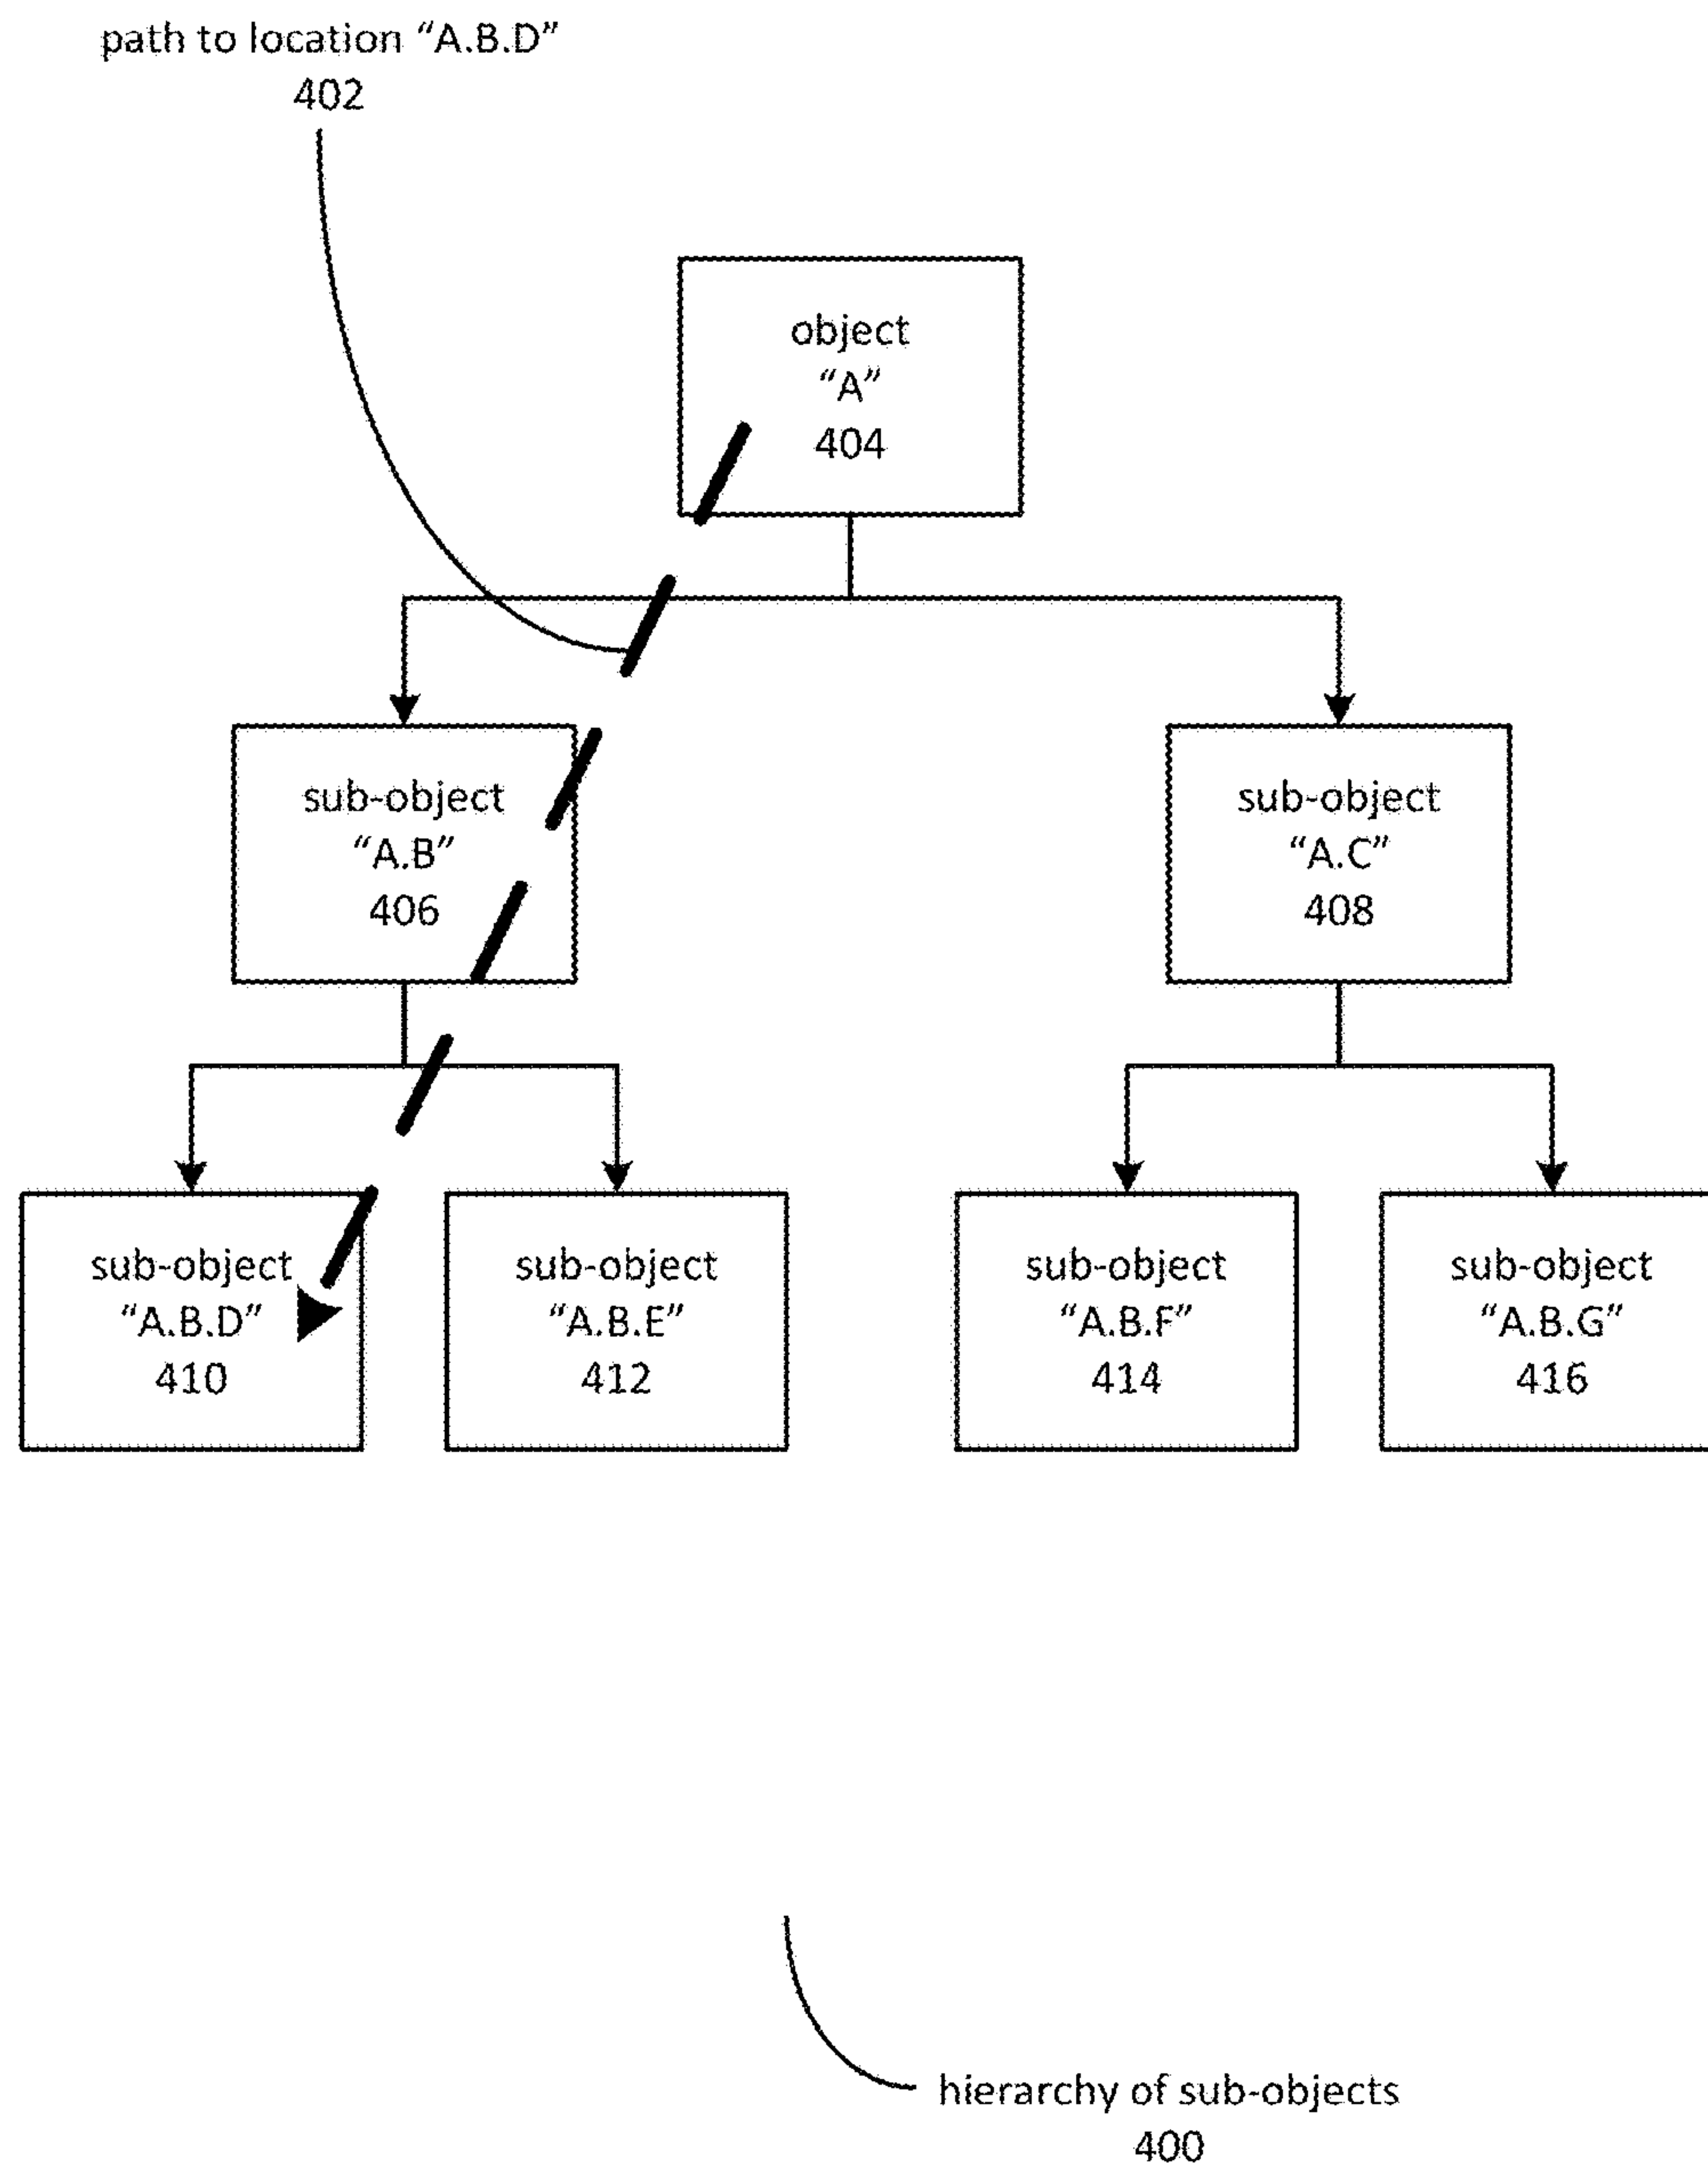 path to location “A.B.D”
402
object
“A”
404
sub-object
“A.B”
406
sub-object
“A.C”
408
sub-object
“A.B.D”
410
sub-object
“A.B.E”
412
sub-object
“A.B.F”
414
sub-object
“A.B.G”
416
hierarchy of sub-objects
400